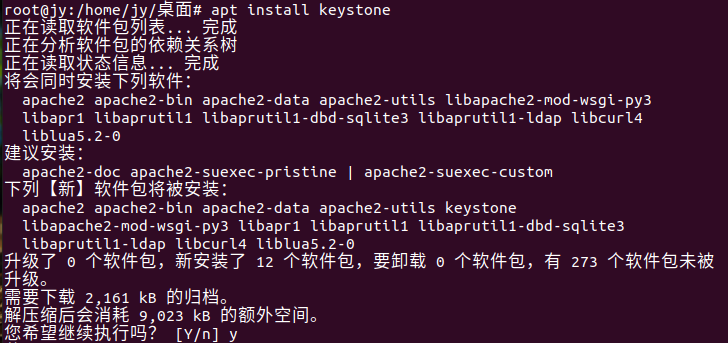 root@jy:/home/jy/桌面# apt install keystone
正在读取软件包列表... 完成
正在分析软件包的依赖关系树
正在读取状态信息... 完成
将会同时安装下列软件：
apache2 apache2-bin apache2-data apache2-utils libapache2-mod-wsgi-py3
libapr1 libaprutil1 libaprutil1-dbd-sqlite3 libaprutil1-ldap libcurl4
liblua5.2-0
建议安装：
apache2-doc apache2-suexec-pristine | apache2-suexec-custom
下列【新】软件包将被安装：
apache2 apache2-bin apache2-data apache2-utils keystone
libapache2-mod-wsgi-py3 libapr1 libaprutil1 libaprutil1-dbd-sqlite3
libaprutil1-ldap libcurl4 liblua5.2-0
升级了 0 个软件包，新安装了 12 个软件包，要卸载 0 个软件包，有 273 个软件包未被
升级。
需要下载 2,161 kB 的归档。
解压缩后会消耗 9,023 kB 的额外空间。
您希望继续执行吗？ [Y/n] y